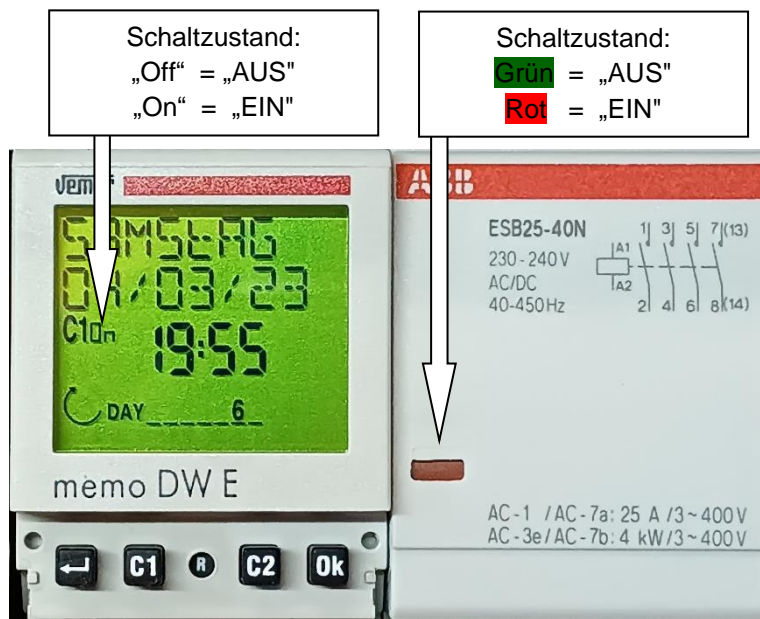 Schaltzustand:
„Off“ = „AUS"
„On“ = „EIN"
Schaltzustand:
Grün = „AUS"
Rot = „EIN"
SAMStAG
04/03/23
C1On
19:55
DAY 6
memo DW E
C1
R
C2
Ok
ABB
ESB25-40N
230-240V
AC/DC
40-450Hz
A1
A2
1 3 5 7(13)
2 4 6 8(14)
AC-1 / AC-7a: 25 A /3~400V
AC-3e/AC-7b: 4 kW/3~400V